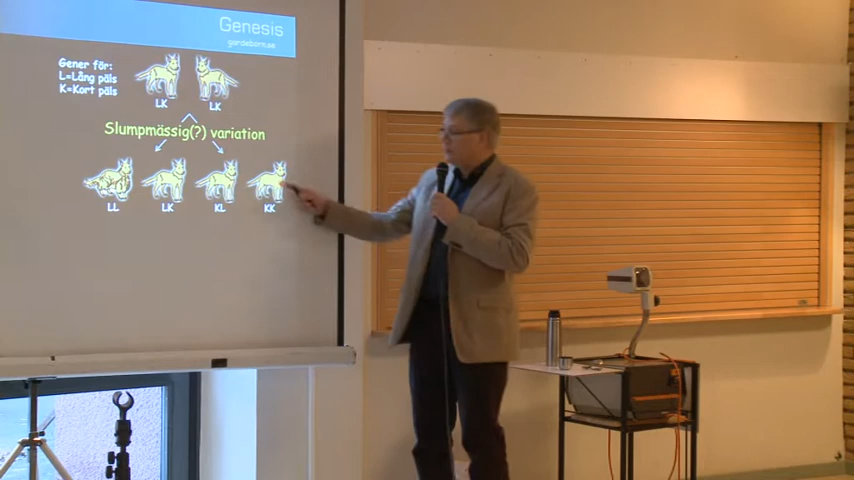 Genesis
gardeborn.se
Gener för:
L=Lång päls
K=Kort päls
LK LK
Slumpmässig(?) variation
LL LK KL KK